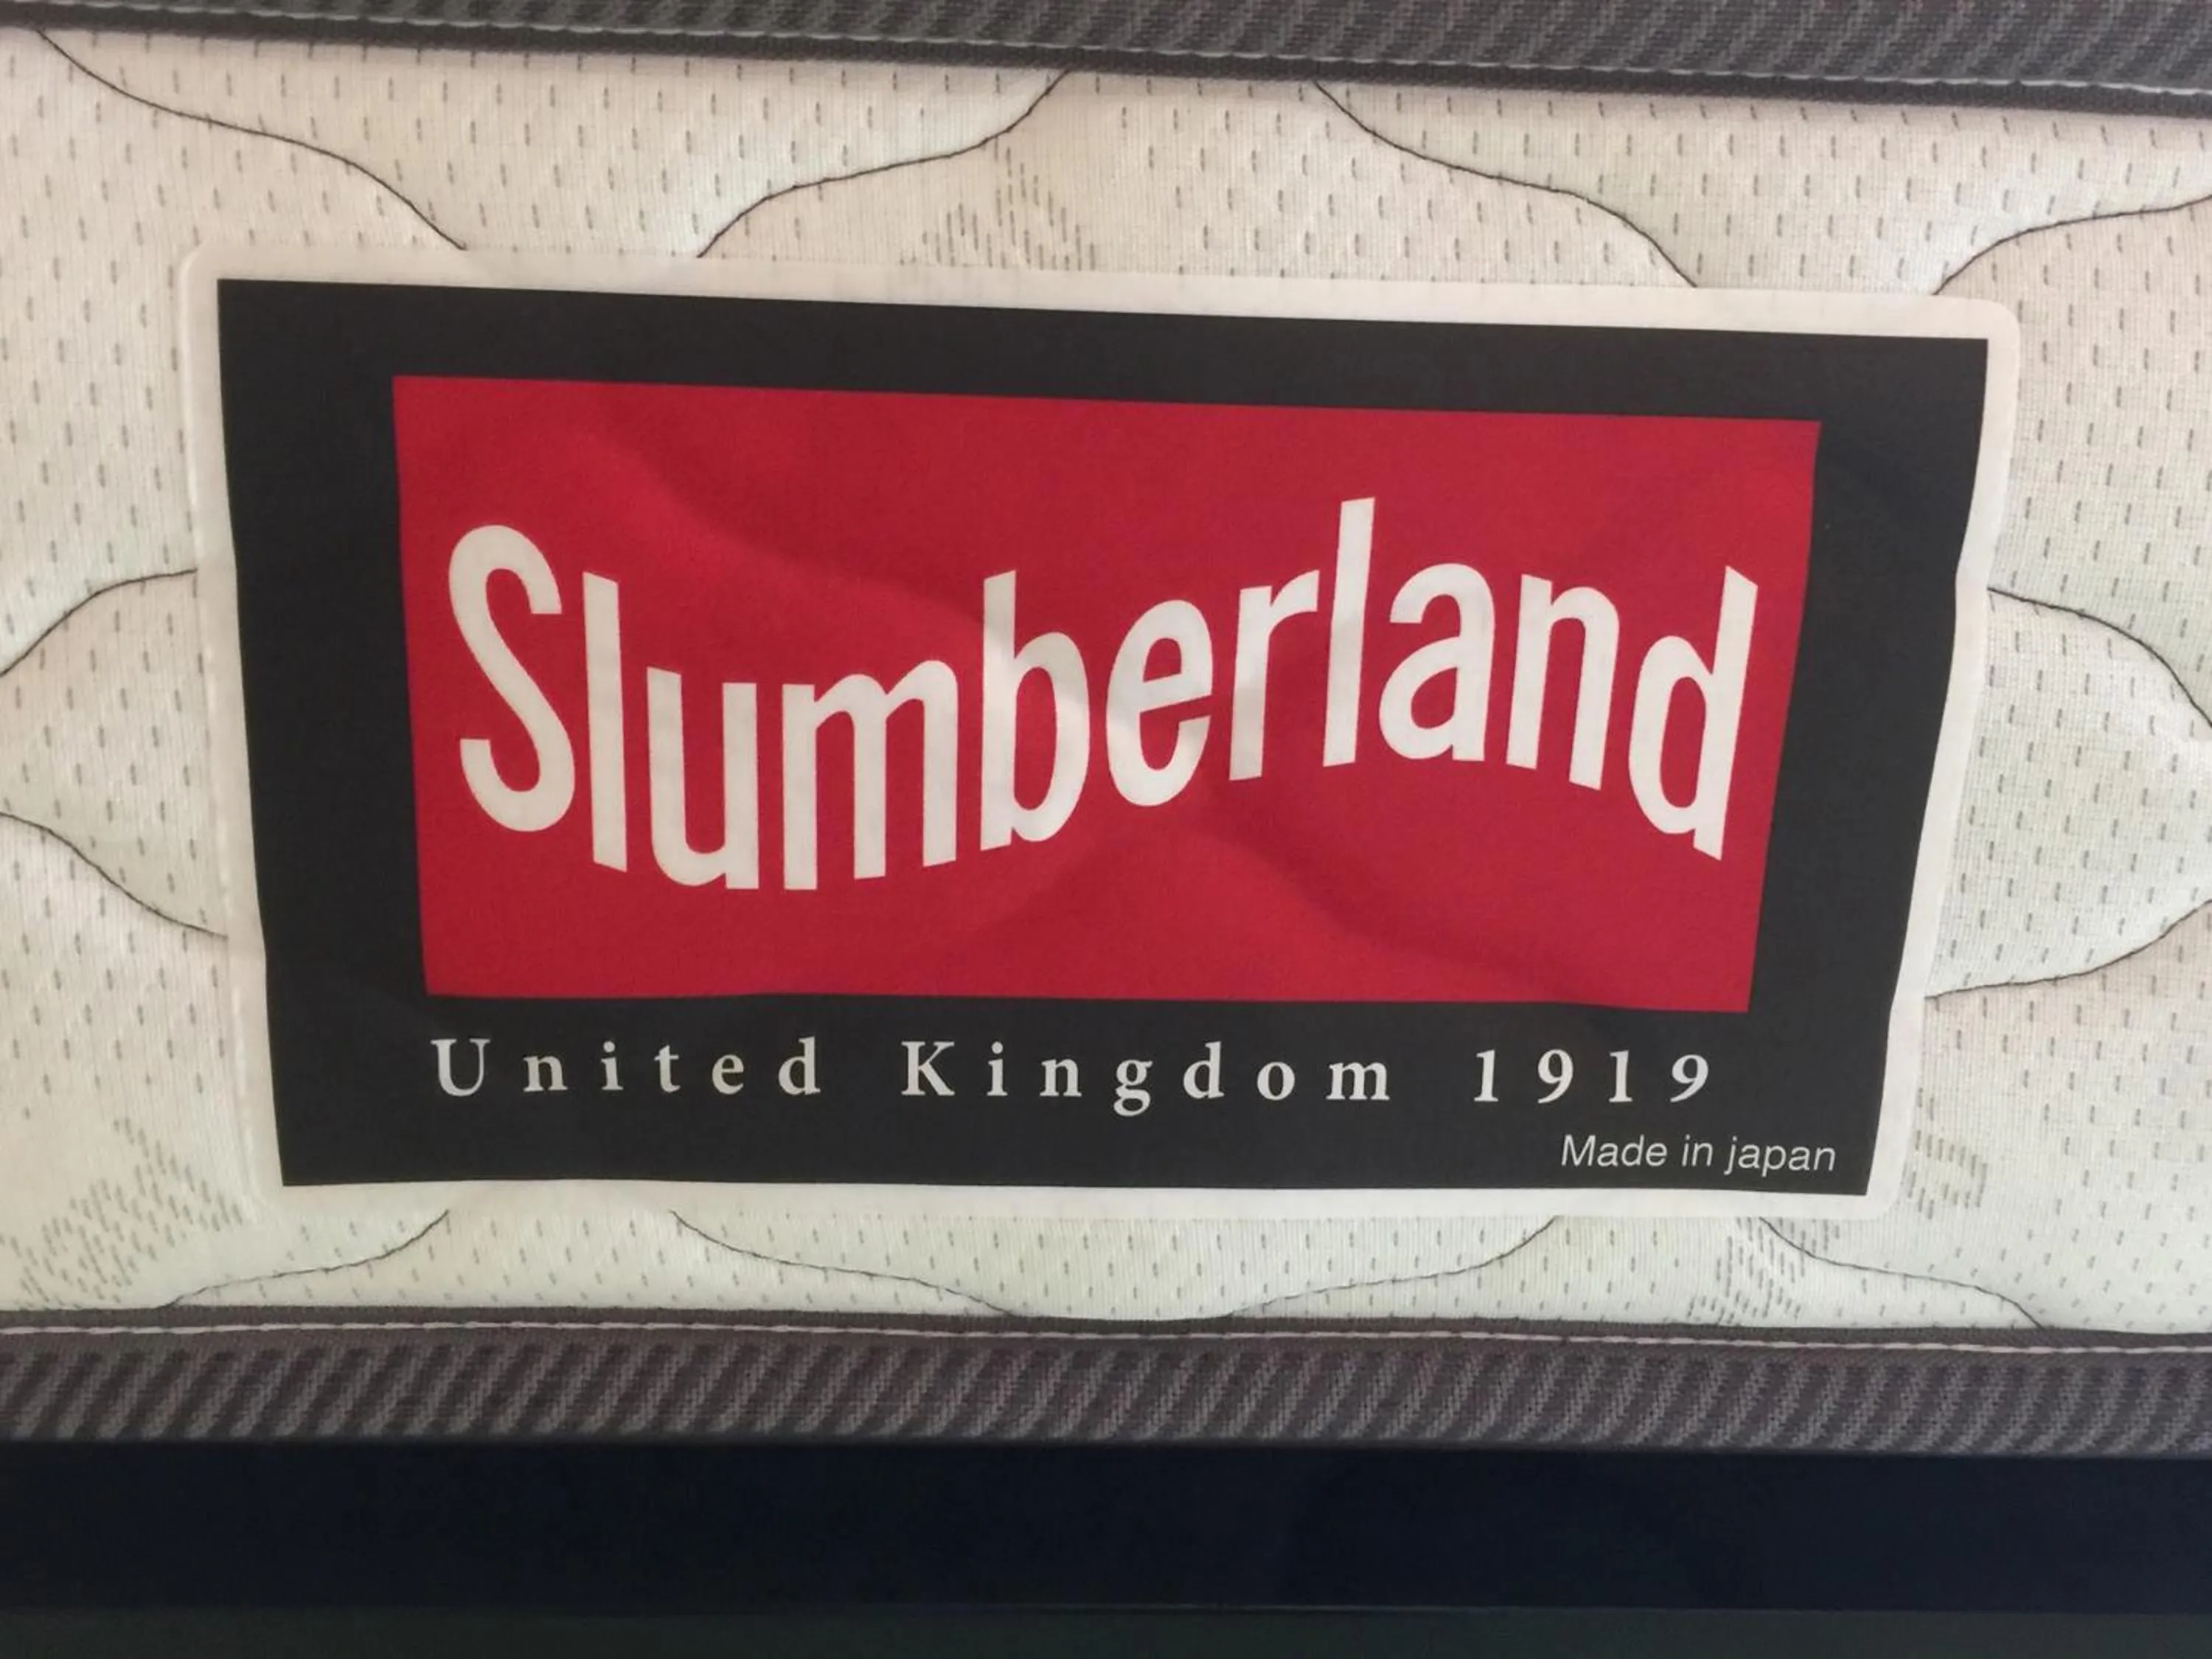 Slumberland
United Kingdom 1919
Made in japan